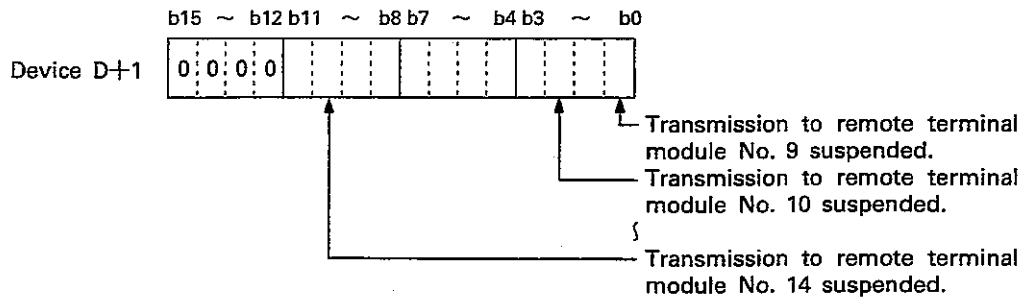 b15 ~ b12 b11 ~ b8 b7 ~ b4 b3 ~ b0
Device D+1 0 0 0 0
Transmission to remote terminal
module No. 9 suspended.
Transmission to remote terminal
module No. 10 suspended.
Transmission to remote terminal
module No. 14 suspended.